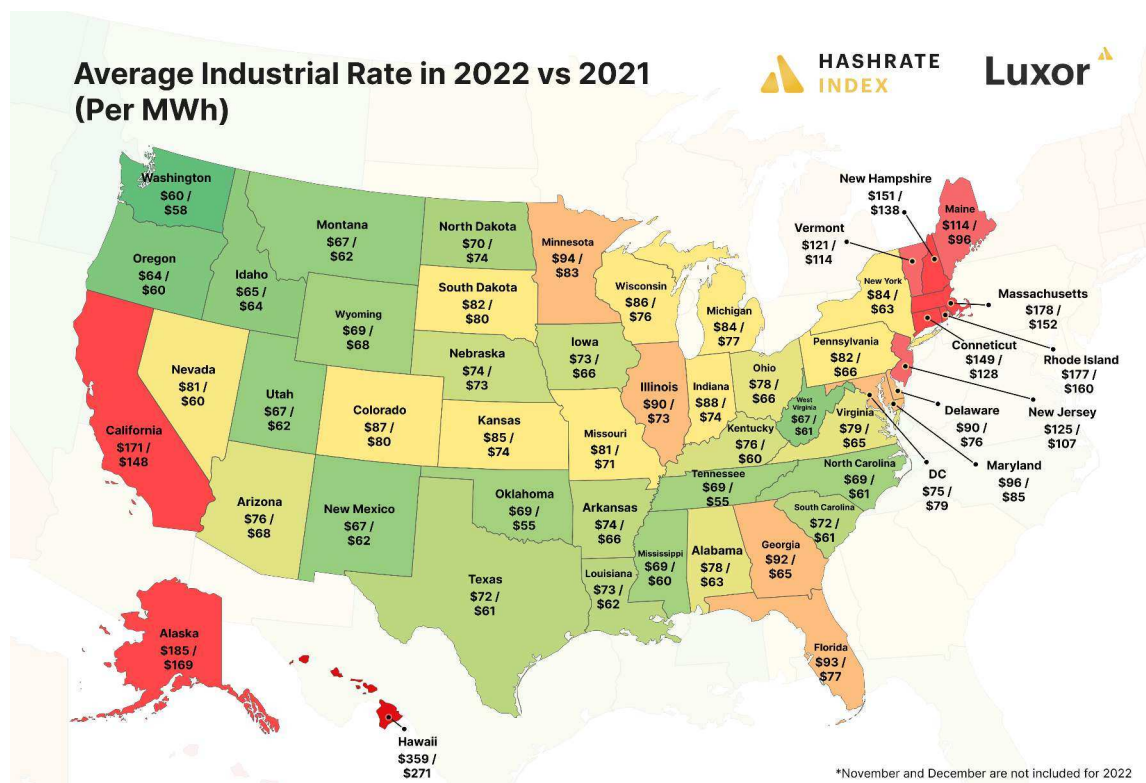 Average Industrial Rate in 2022 vs 2021
(Per MWh)
HASHRATE
INDEX
Luxor
Washington
$60 /
$58
Oregon
$64 /
$60
Idaho
$65 /
$64
Montana
$67 /
$62
Wyoming
$69 /
$68
North Dakota
$70 /
$74
South Dakota
$82 /
$80
Nebraska
$74 /
$73
Minnesota
$94 /
$83
Wisconsin
$86 /
$76
Michigan
$84 /
$77
Iowa
$73 /
$66
California
$171 /
$148
Nevada
$81 /
$60
Utah
$67 /
$62
Colorado
$87 /
$80
Kansas
$85 /
$74
Missouri
$81 /
$71
Illinois
$90 /
$73
Indiana
$88 /
$74
Ohio
$78 /
$66
Pennsylvania
$82 /
$66
New York
$84 /
$63
Vermont
$121 /
$114
New Hampshire
$151 /
$138
Maine
$114 /
$96
Massachusetts
$178 /
$152
Conneticut
$149 /
$128
Rhode Island
$177 /
$160
New Jersey
$125 /
$107
Delaware
$90 /
$76
Maryland
$96 /
$85
DC
$75 /
$79
West
Virginia
$67 /
$61
Virginia
$79 /
$65
Kentucky
$76 /
$60
Tennessee
$69 /
$55
North Carolina
$69 /
$61
South Carolina
$72 /
$61
Georgia
$92 /
$65
Florida
$93 /
$77
Alabama
$78 /
$63
Mississippi
$69 /
$60
Louisiana
$73 /
$62
Arkansas
$74 /
$66
Oklahoma
$69 /
$55
Texas
$72 /
$61
New Mexico
$67 /
$62
Arizona
$76 /
$68
Alaska
$185 /
$169
Hawaii
$359 /
$271
*November and December are not included for 2022